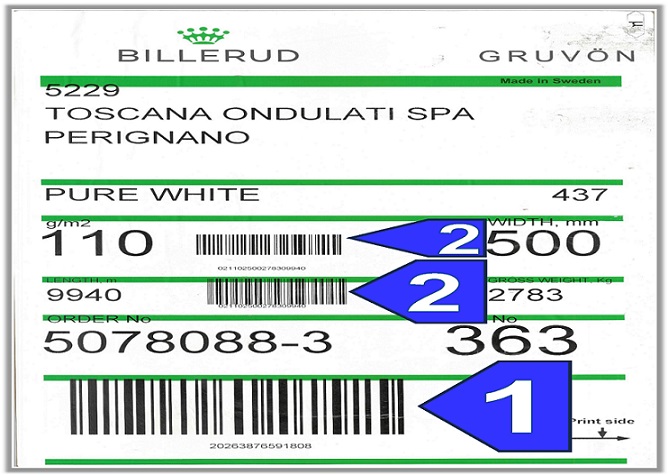 BILLERUD GRUVÖN
Made in Sweden
5229
TOSCANA ONDULATI SPA
PERIGNANO
PURE WHITE 437
g/m2 WIDTH, mm
110 2 500
021102500278309940
LENGTH, m GROSS WEIGHT, Kg
9940 2 2783
021102500278309940
ORDER No No
5078088-3 363
1
Print side
20263876591808